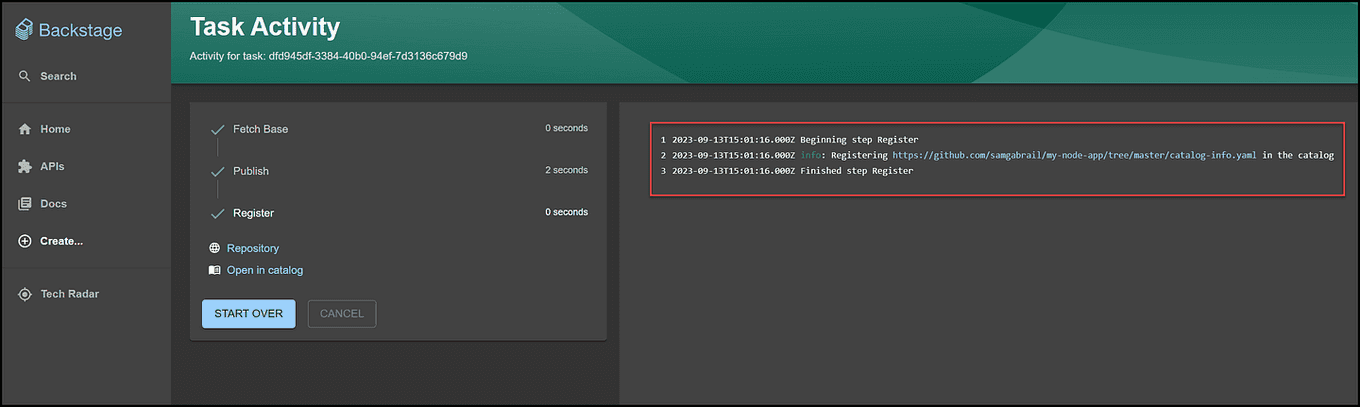 Backstage
Search
Home
APIs
Docs
Create...
Tech Radar
Task Activity
Activity for task: dfd945df-3384-40b0-94ef-7d3136c679d9
Fetch Base 0 seconds
Publish 2 seconds
Register 0 seconds
Repository
Open in catalog
START OVER CANCEL
1 2023-09-13T15:01:16.000Z Beginning step Register
2 2023-09-13T15:01:16.000Z info: Registering https://github.com/samgabrail/my-node-app/tree/master/catalog-info.yaml in the catalog
3 2023-09-13T15:01:16.000Z Finished step Register